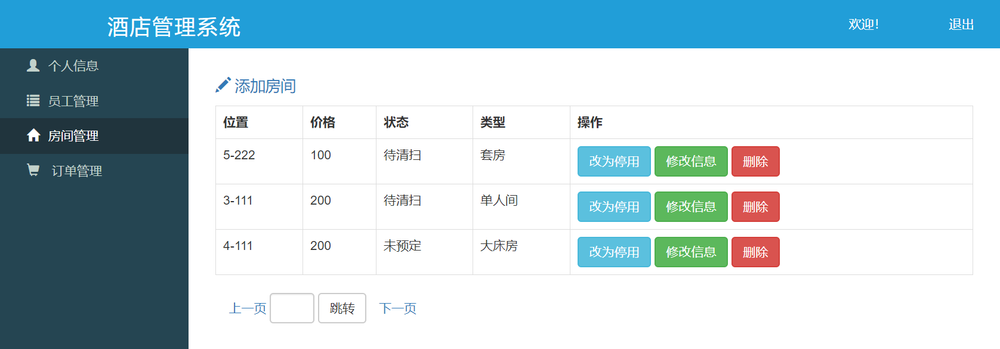 酒店管理系统 欢迎! 退出
个人信息
员工管理
房间管理
订单管理
添加房间
位置 价格 状态 类型 操作
5-222 100 待清扫 套房 改为停用 修改信息 删除
3-111 200 待清扫 单人间 改为停用 修改信息 删除
4-111 200 未预定 大床房 改为停用 修改信息 删除
上一页 跳转 下一页